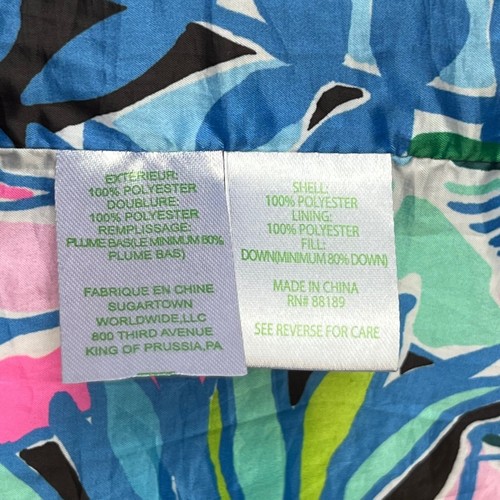 EXTÉRIEUR:
100% POLYESTER
DOUBLURE:
100% POLYESTER
REMPLISSAGE:
PLUME BAS(LE MINIMUM 80%
PLUME BAS)
FABRIQUE EN CHINE
SUGARTOWN
WORLDWIDE,LLC
800 THIRD AVENUE
KING OF PRUSSIA,PA
SHELL:
100% POLYESTER
LINING:
100% POLYESTER
FILL:
DOWN(MINIMUM 80% DOWN)
MADE IN CHINA
RN# 88189
SEE REVERSE FOR CARE